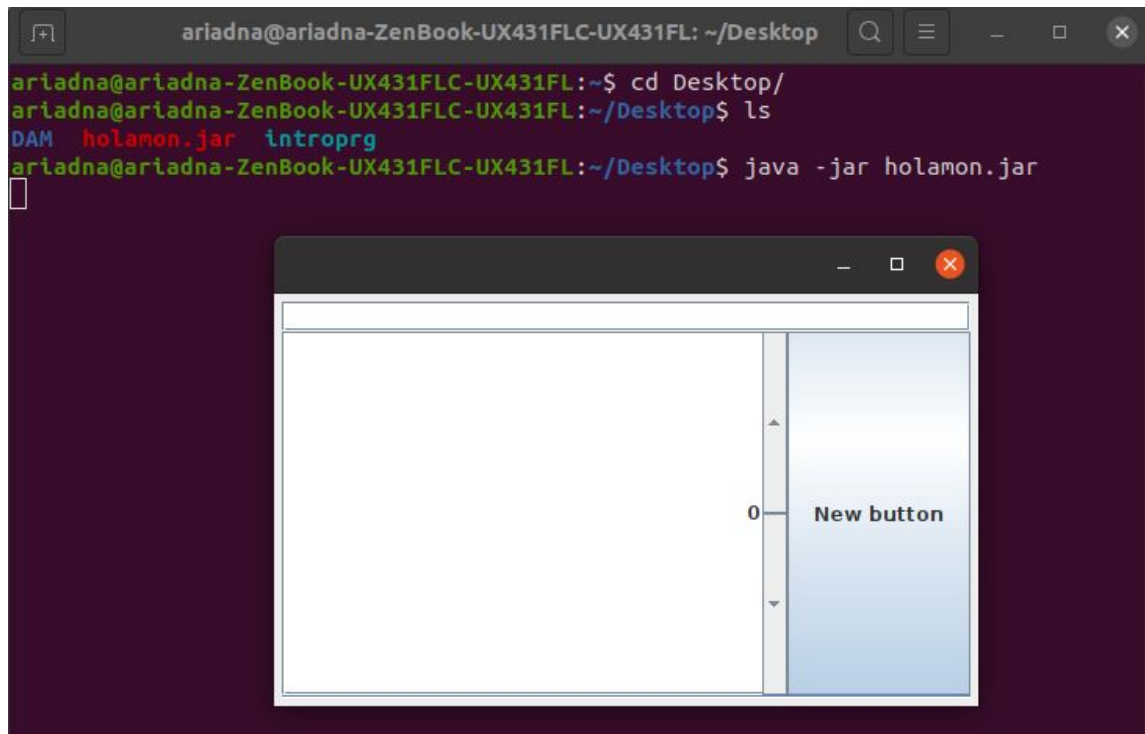 ariadna@ariadna-ZenBook-UX431FLC-UX431FL: ~/Desktop
ariadna@ariadna-ZenBook-UX431FLC-UX431FL:~$ cd Desktop/
ariadna@ariadna-ZenBook-UX431FLC-UX431FL:~/Desktop$ ls
DAM holamon.jar introprg
ariadna@ariadna-ZenBook-UX431FLC-UX431FL:~/Desktop$ java -jar holamon.jar
0
New button